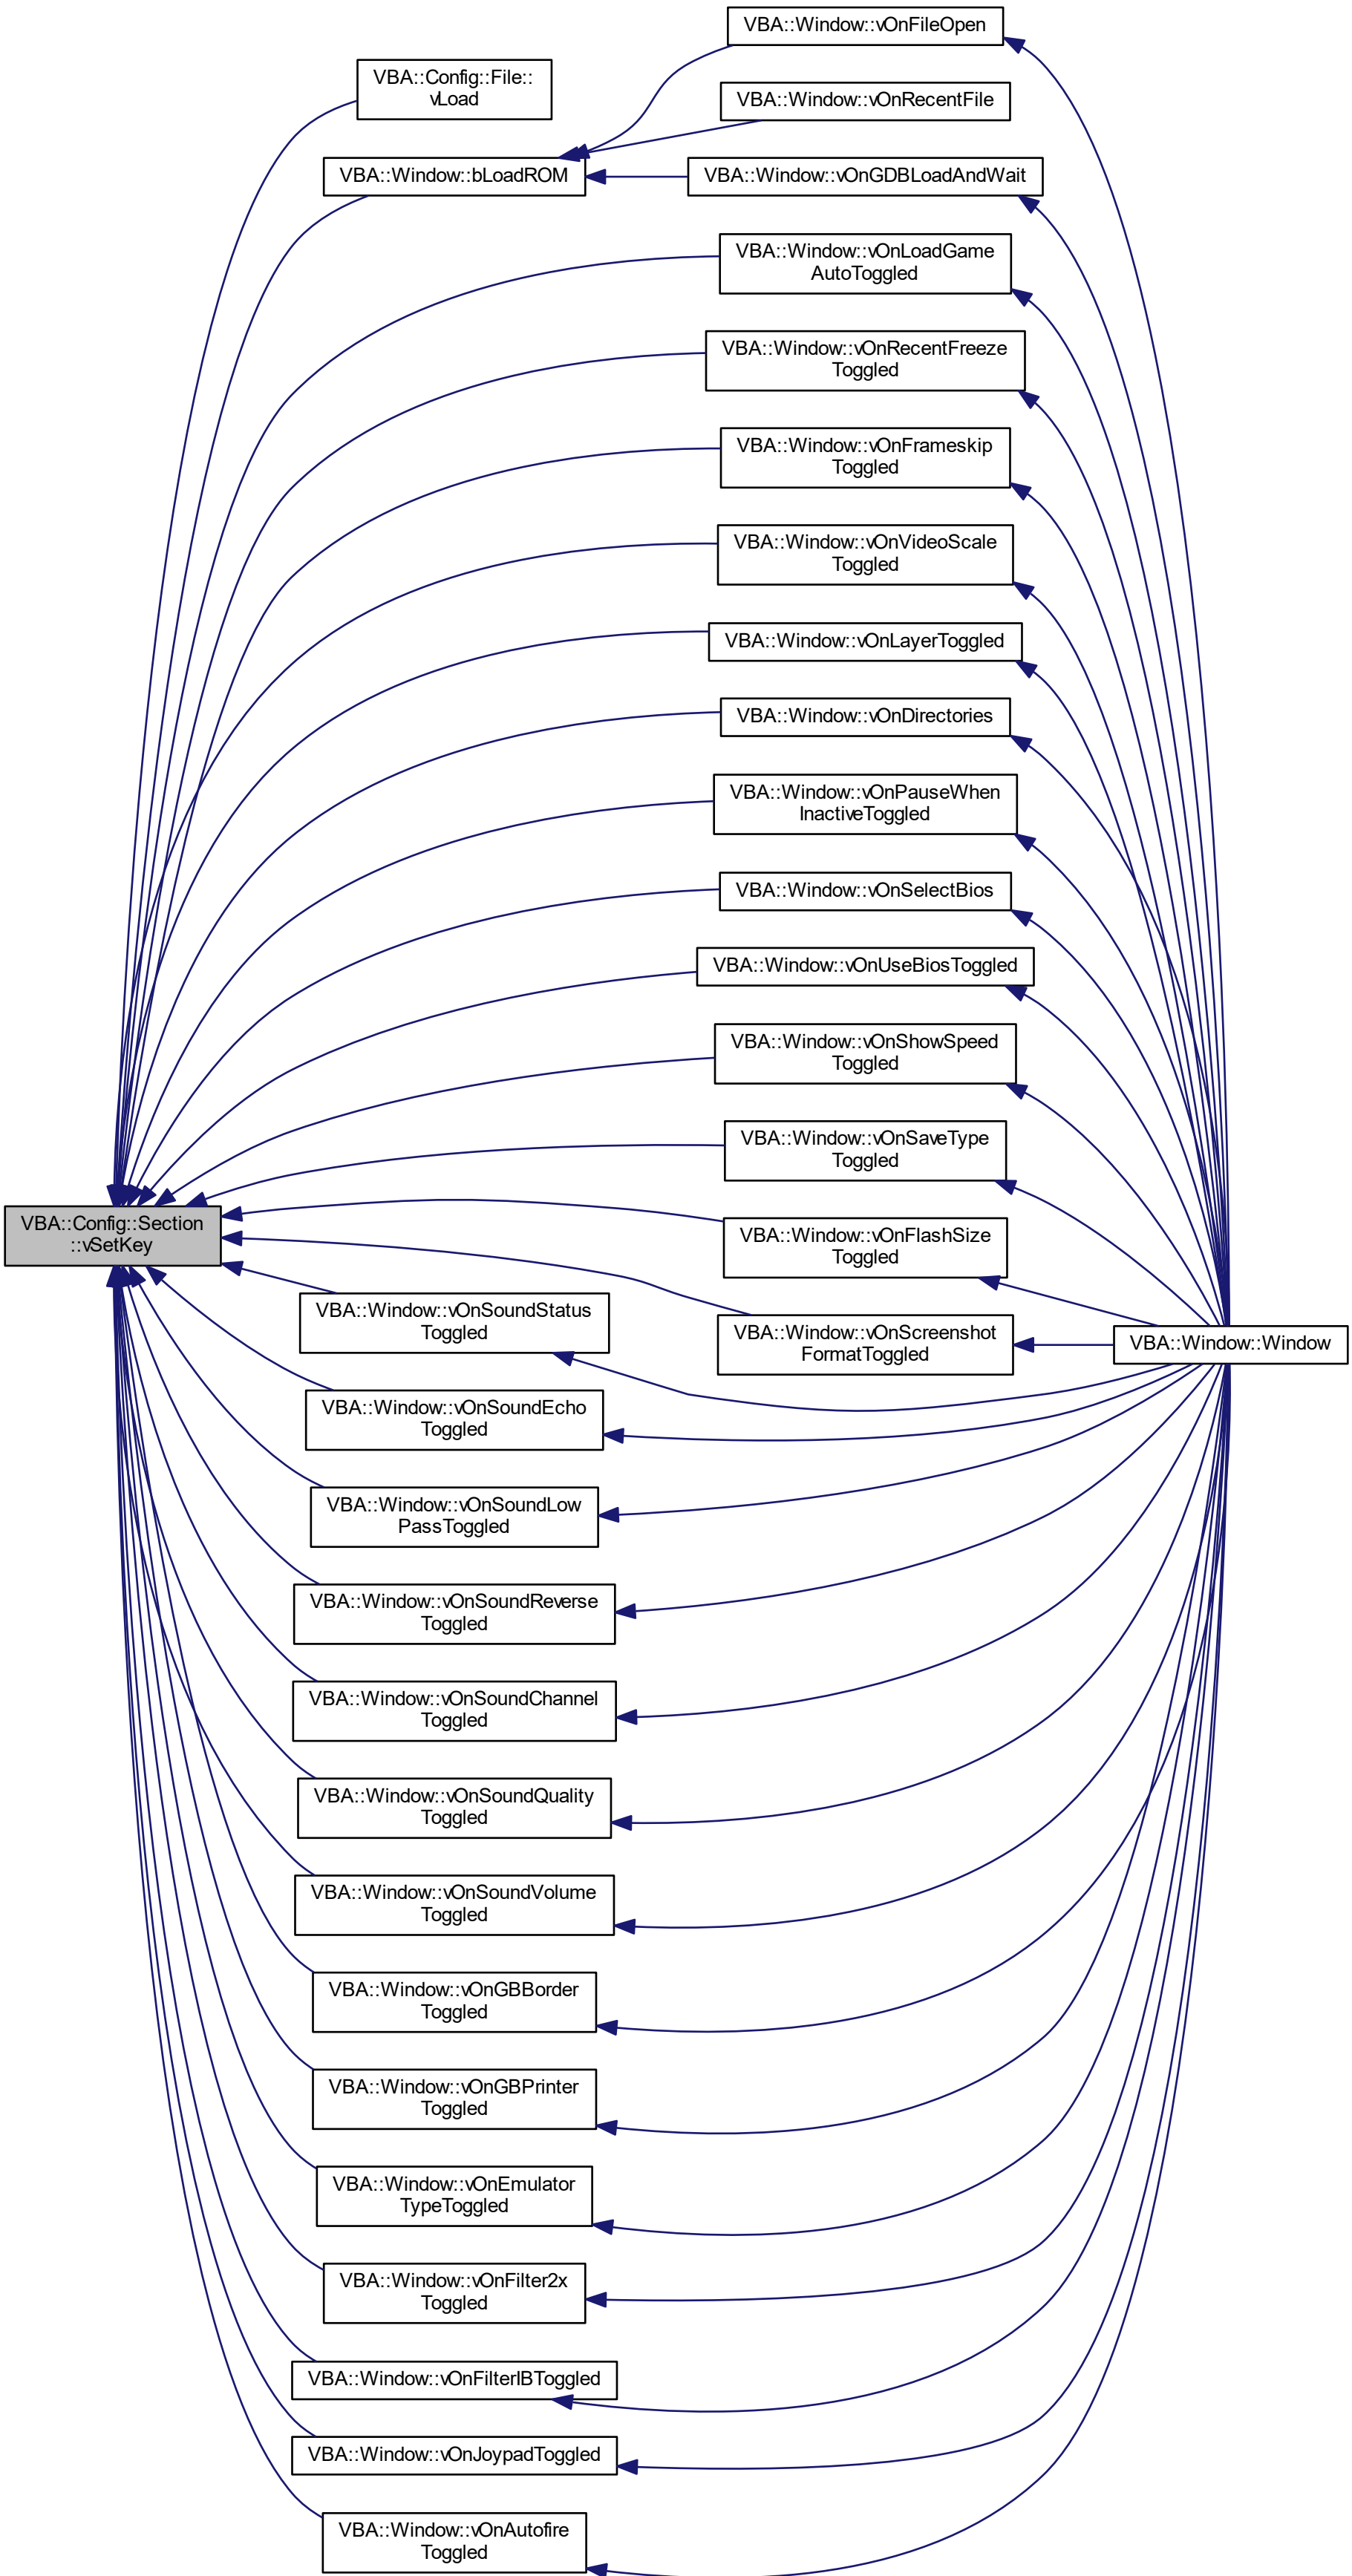 VBA::Window::vOnFileOpen
VBA::Config::File::
vLoad
VBA::Window::vOnRecentFile
VBA::Window::bLoadROM
VBA::Window::vOnGDBLoadAndWait
VBA::Window::vOnLoadGame
AutoToggled
VBA::Window::vOnRecentFreeze
Toggled
VBA::Window::vOnFrameskip
Toggled
VBA::Window::vOnVideoScale
Toggled
VBA::Window::vOnLayerToggled
VBA::Window::vOnDirectories
VBA::Window::vOnPauseWhen
InactiveToggled
VBA::Window::vOnSelectBios
VBA::Window::vOnUseBiosToggled
VBA::Window::vOnShowSpeed
Toggled
VBA::Window::vOnSaveType
Toggled
VBA::Config::Section
::vSetKey
VBA::Window::vOnFlashSize
Toggled
VBA::Window::vOnSoundStatus
Toggled
VBA::Window::vOnScreenshot
FormatToggled
VBA::Window::Window
VBA::Window::vOnSoundEcho
Toggled
VBA::Window::vOnSoundLow
PassToggled
VBA::Window::vOnSoundReverse
Toggled
VBA::Window::vOnSoundChannel
Toggled
VBA::Window::vOnSoundQuality
Toggled
VBA::Window::vOnSoundVolume
Toggled
VBA::Window::vOnGBBorder
Toggled
VBA::Window::vOnGBPrinter
Toggled
VBA::Window::vOnEmulator
TypeToggled
VBA::Window::vOnFilter2x
Toggled
VBA::Window::vOnFilterIBToggled
VBA::Window::vOnJoypadToggled
VBA::Window::vOnAutofire
Toggled